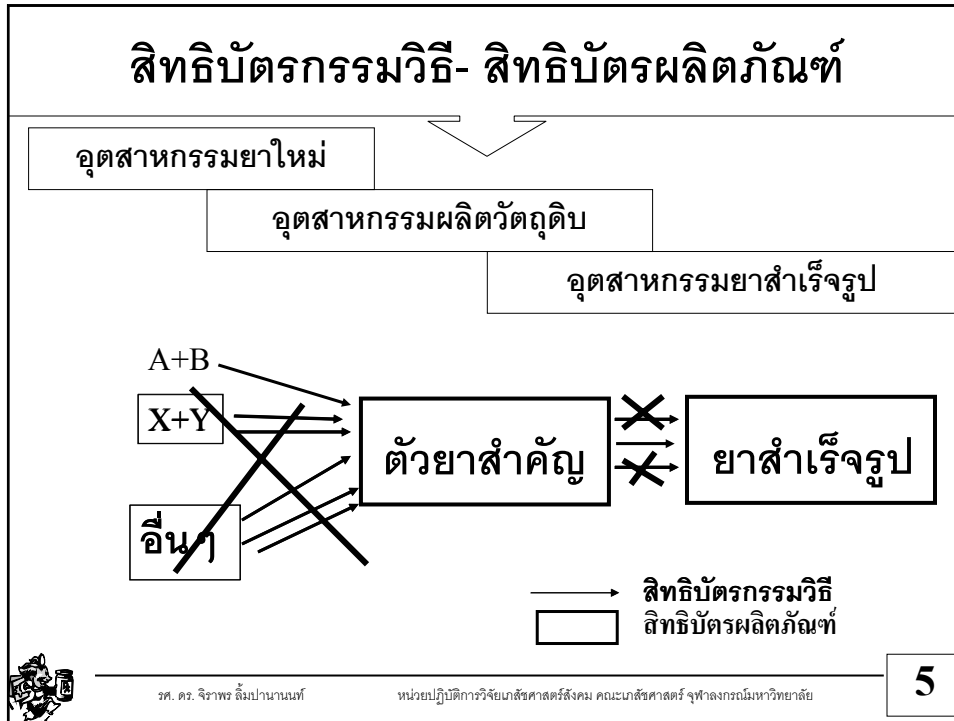 สิทธิบัตรกรรมวิธี- สิทธิบัตรผลิตภัณฑ์
อุตสาหกรรมยาใหม่
อุตสาหกรรมผลิตวัตถุดิบ
อุตสาหกรรมยาสำเร็จรูป
A+B
X+Y
ตัวยาสำคัญ
ยาสำเร็จรูป
อื่นๆ
สิทธิบัตรกรรมวิธี
สิทธิบัตรผลิตภัณฑ์
รศ. ดร. จิราพร ลิ้มปานานนท์ หน่วยปฏิบัติการวิจัยเภสัชศาสตร์สังคม คณะเภสัชศาสตร์ จุฬาลงกรณ์มหาวิทยาลัย 5